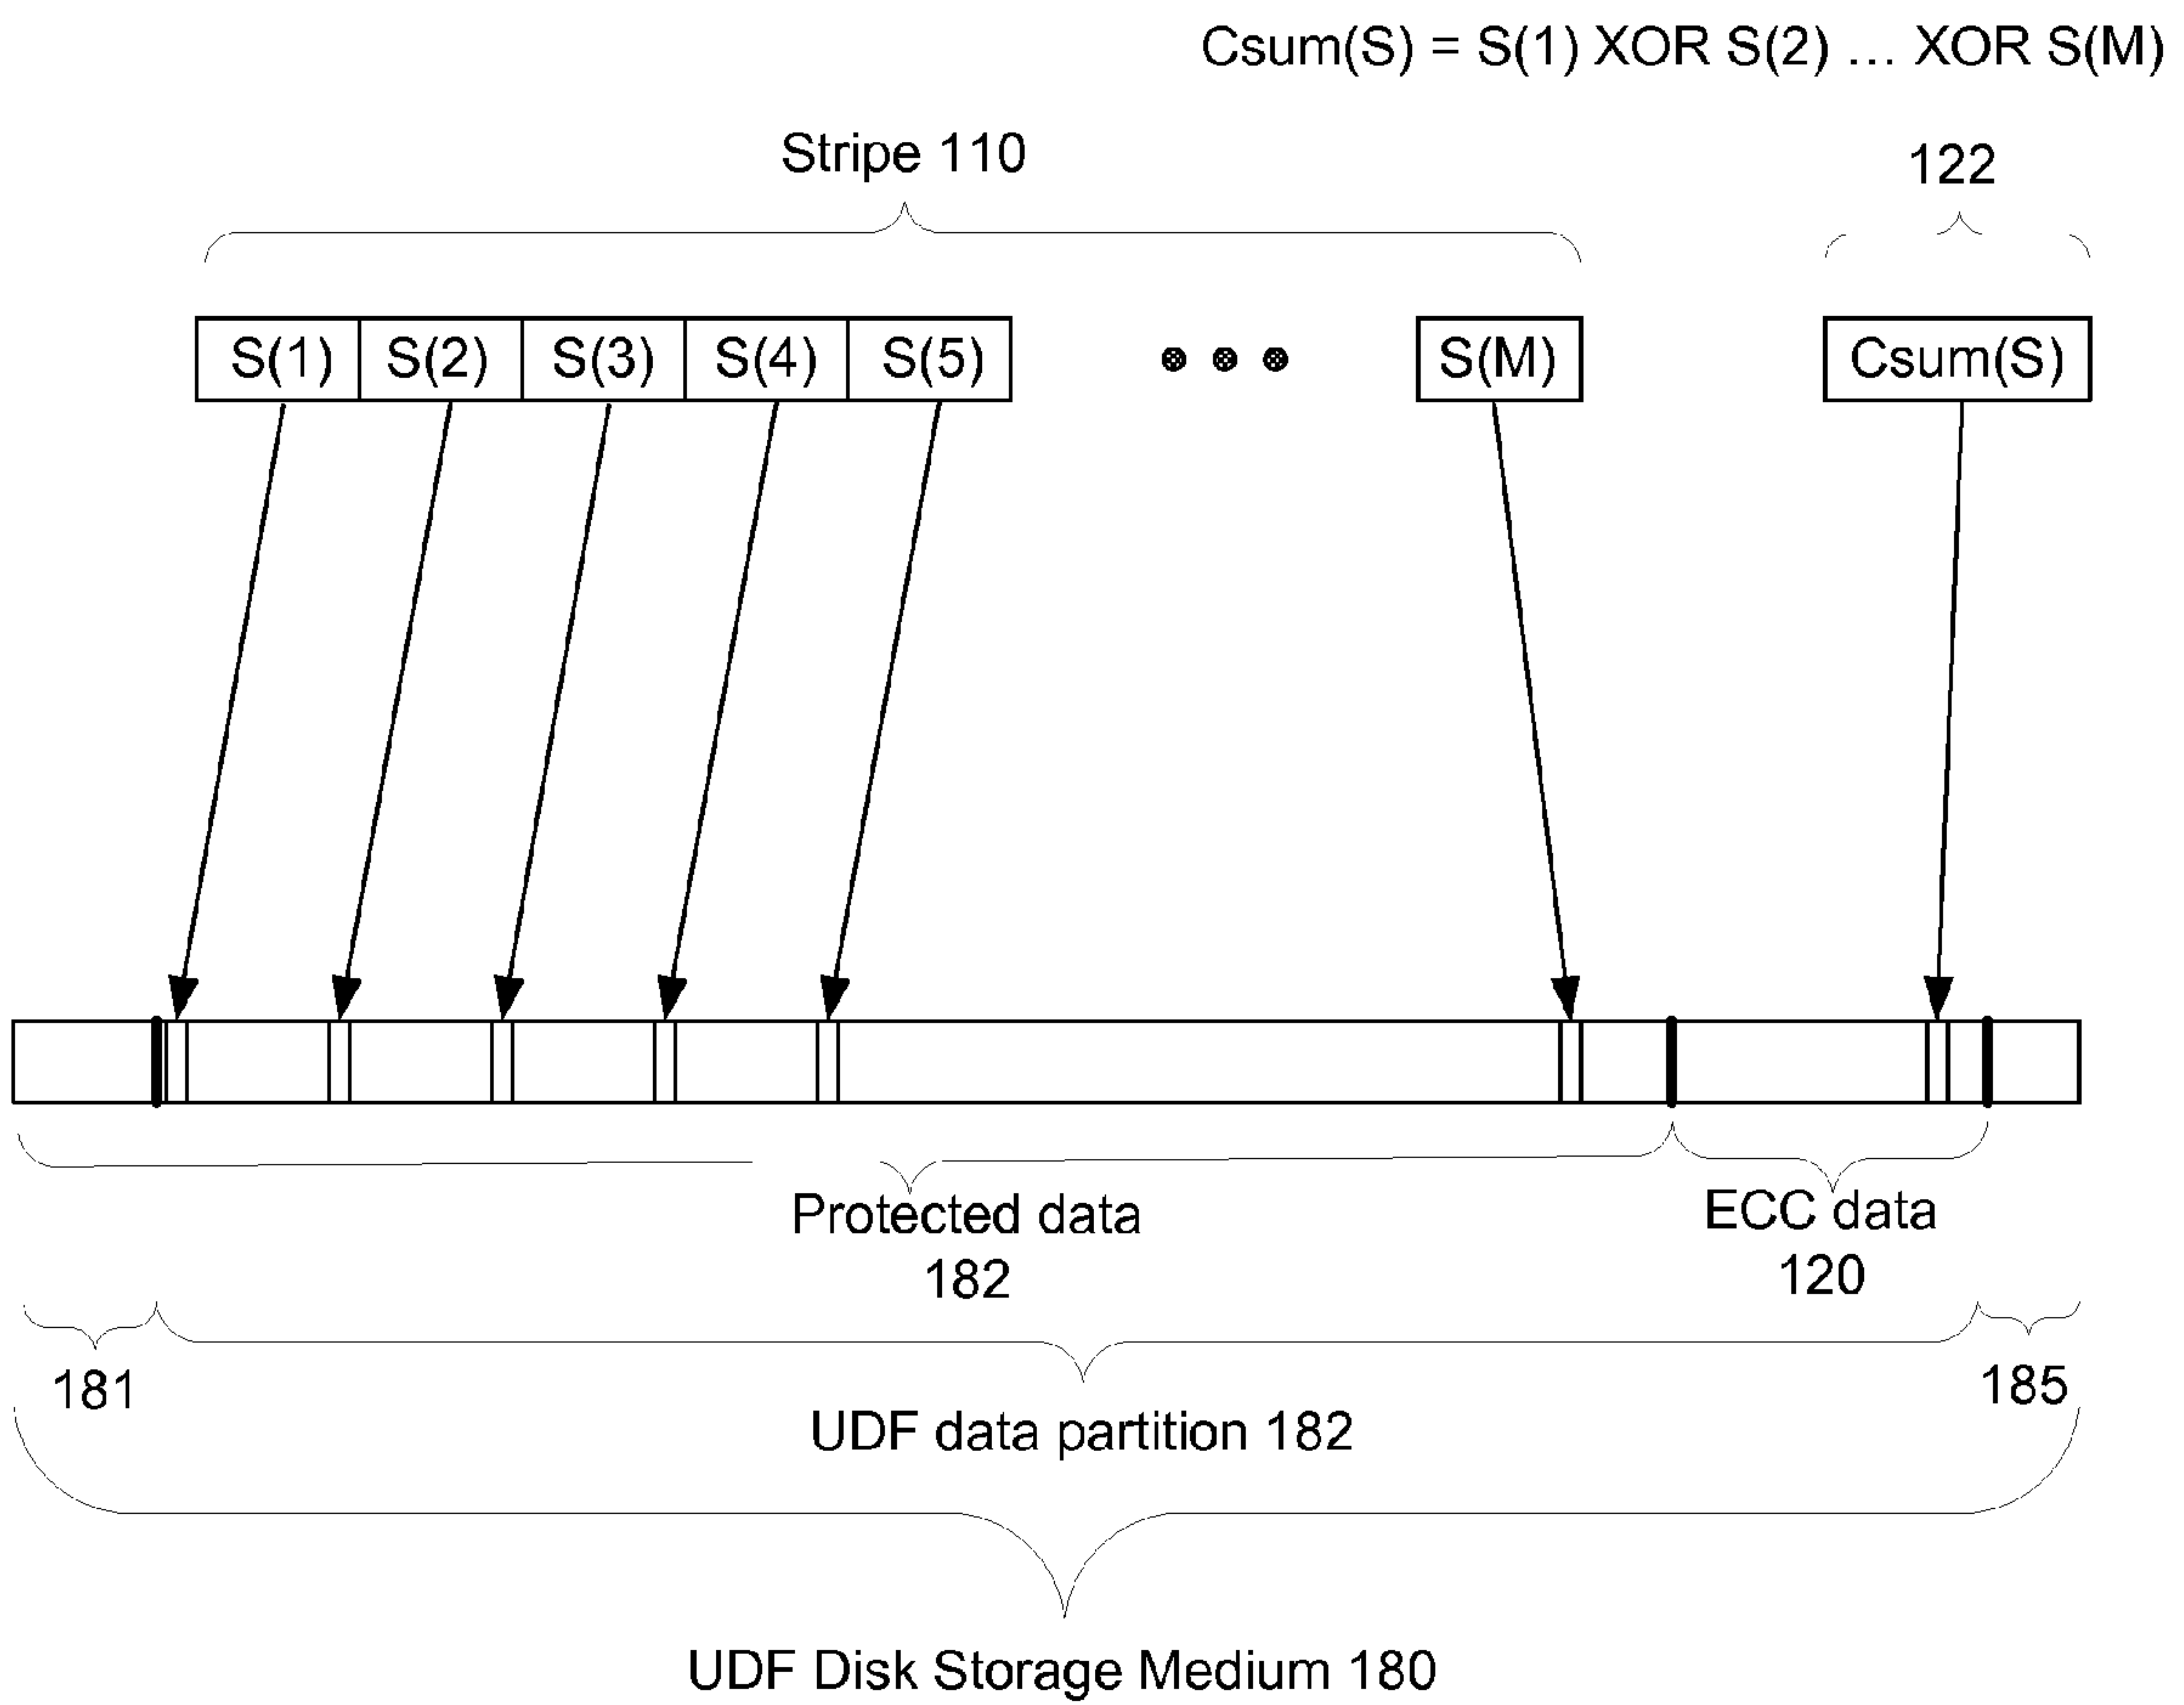 Csum(S) = S(1) XOR S(2) ... XOR S(M)
Stripe 110
122
S(1) S(2) S(3) S(4) S(5) S(M) Csum(S)
Protected data
182
ECC data
120
181
185
UDF data partition 182
UDF Disk Storage Medium 180